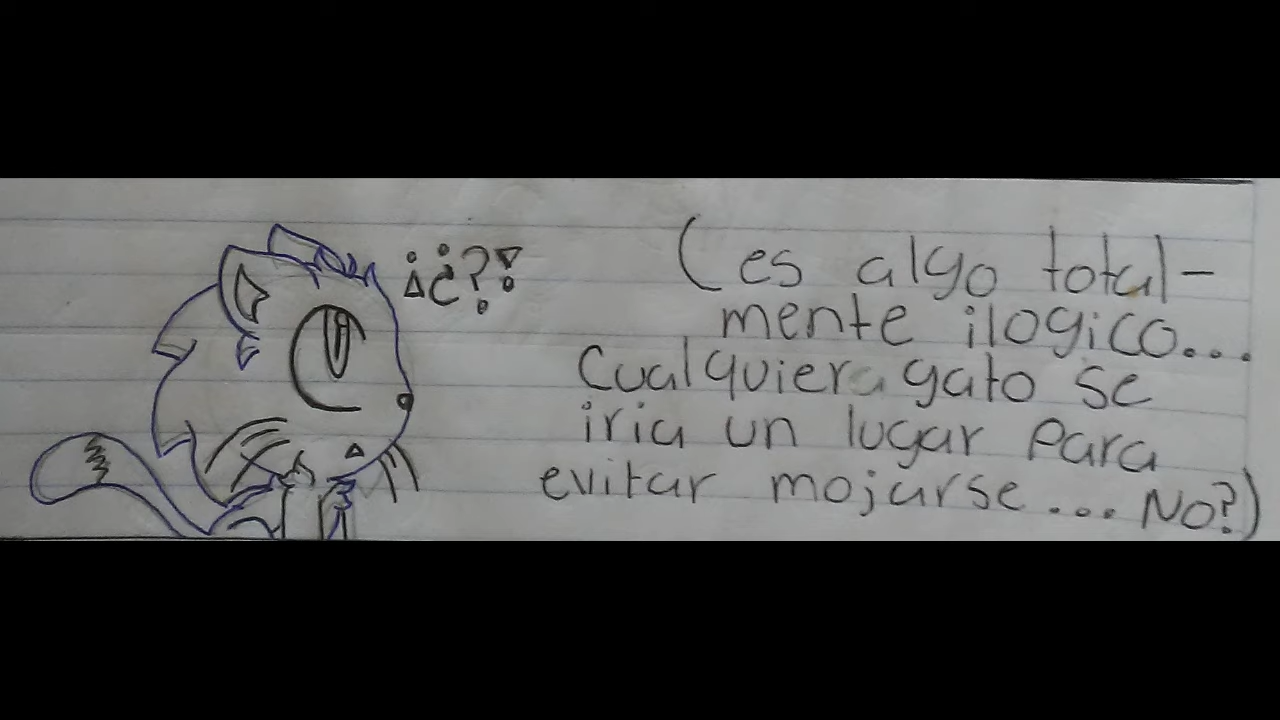 ¡¿?!
(es algo total-
mente ilogico...
Cualquiera gato se
iria un lugar para
evitar mojarse... No?)